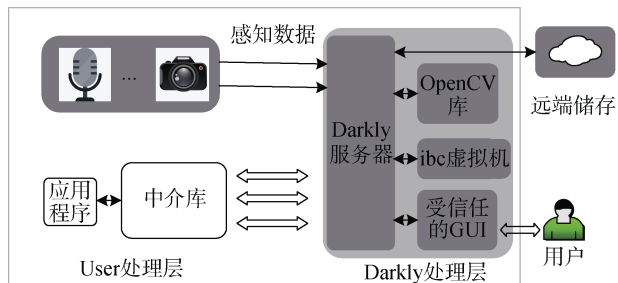 感知数据
...
Darkly
服务器
OpenCV
库
ibc虚拟机
受信任
的GUI
远端储存
应用
程序
中介库
用户
User处理层
Darkly处理层